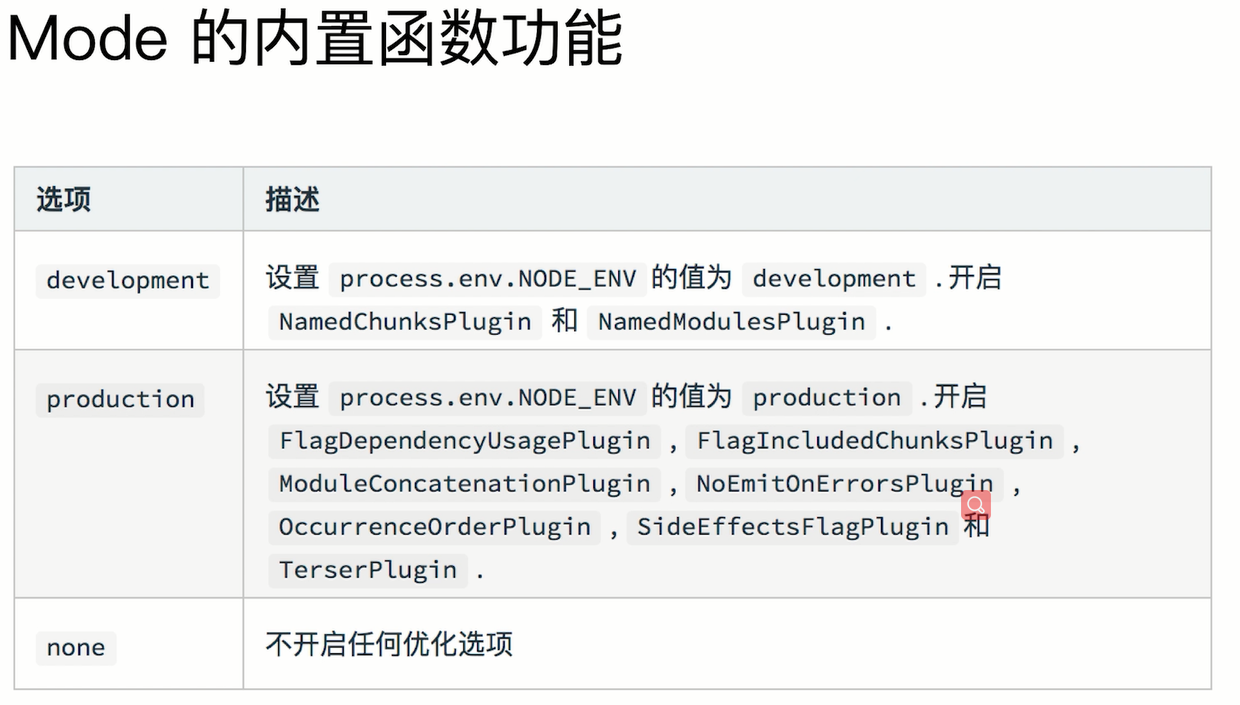 Mode 的内置函数功能
选项 描述
development 设置 process.env.NODE_ENV 的值为 development .开启
NamedChunksPlugin 和 NamedModulesPlugin .
production 设置 process.env.NODE_ENV 的值为 production .开启
FlagDependencyUsagePlugin , FlagIncludedChunksPlugin ,
ModuleConcatenationPlugin , NoEmitOnErrorsPlugin ,
OccurrenceOrderPlugin , SideEffectsFlagPlugin 和
TerserPlugin .
none 不开启任何优化选项